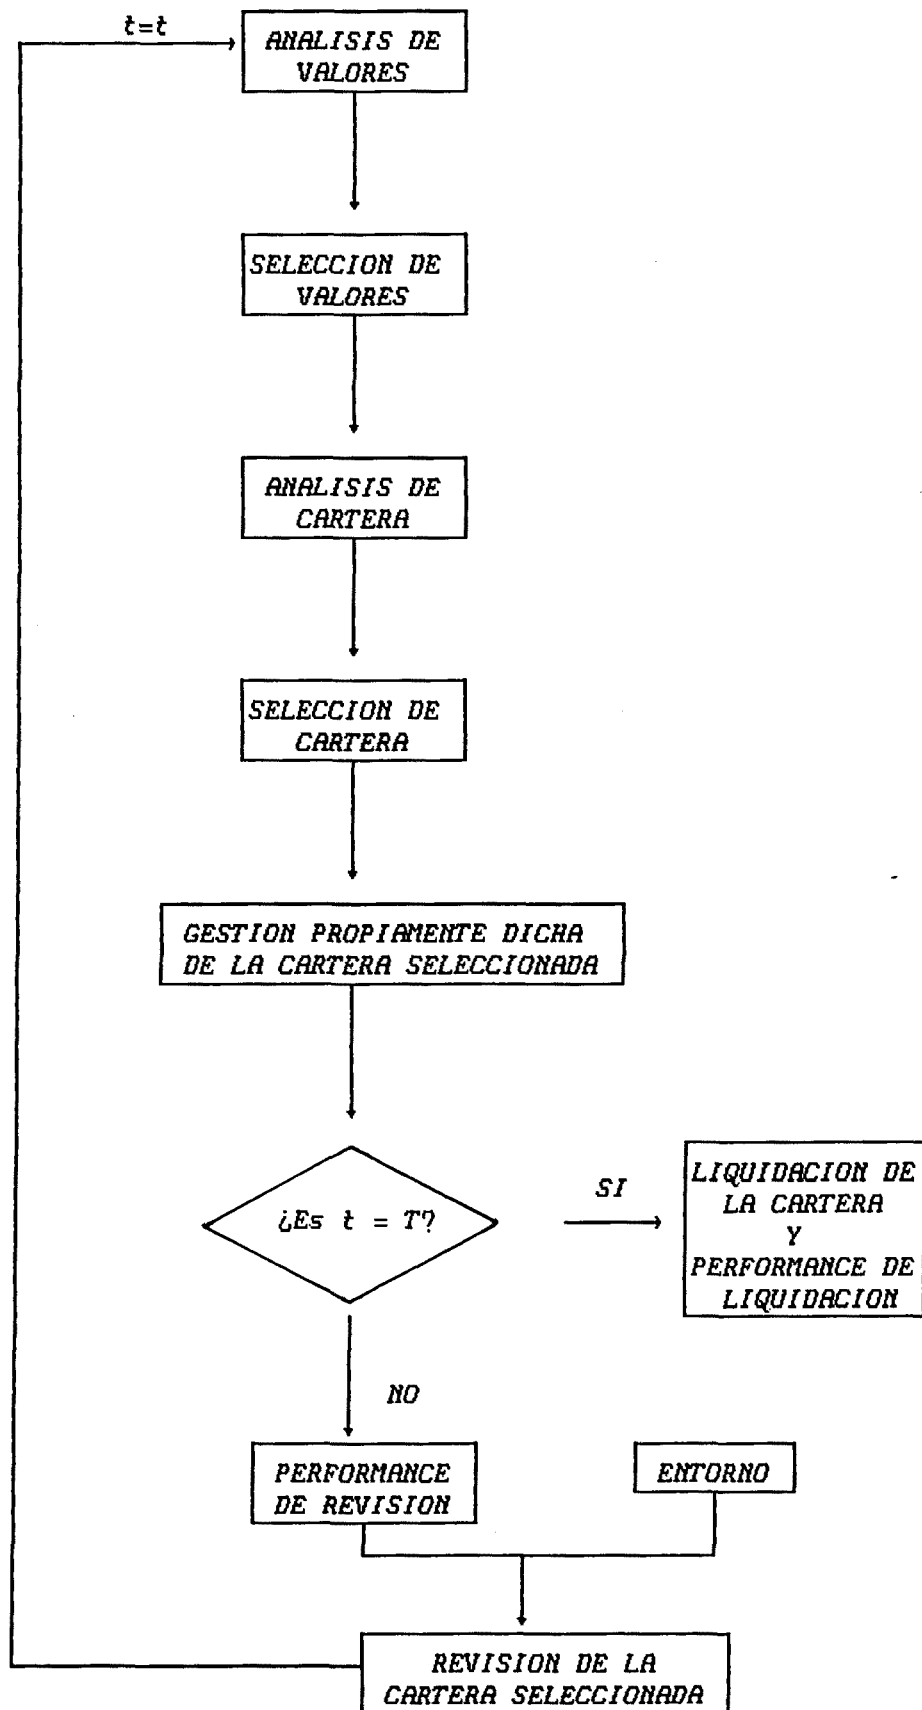 t=t
ANALISIS DE
VALORES
SELECCION DE
VALORES
ANALISIS DE
CARTERA
SELECCION DE
CARTERA
GESTION PROPIAMENTE DICHA
DE LA CARTERA SELECCIONADA
¿Es t = T?
SI
LIQUIDACION DE
LA CARTERA
Y
PERFORMANCE DE
LIQUIDACION
NO
PERFORMANCE
DE REVISION
ENTORNO
REVISION DE LA
CARTERA SELECCIONADA